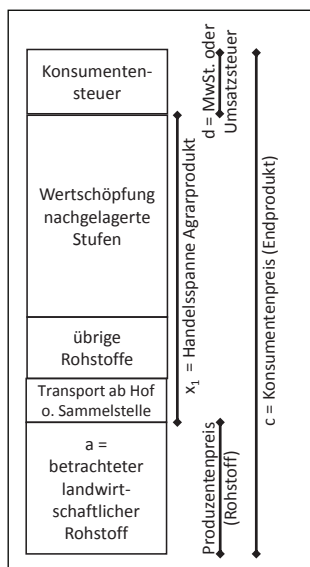 Konsumenten-
steuer
Wertschöpfung
nachgelagerte
Stufen
übrige
Rohstoffe
Transport ab Hof
o. Sammelstelle
a =
betrachteter
landwirt-
schaftlicher
Rohstoff
d = MwSt. oder
Umsatzsteuer
x₁ = Handelsspanne Agrarprodukt
Produzentenpreis
(Rohstoff)
c = Konsumentenpreis (Endprodukt)